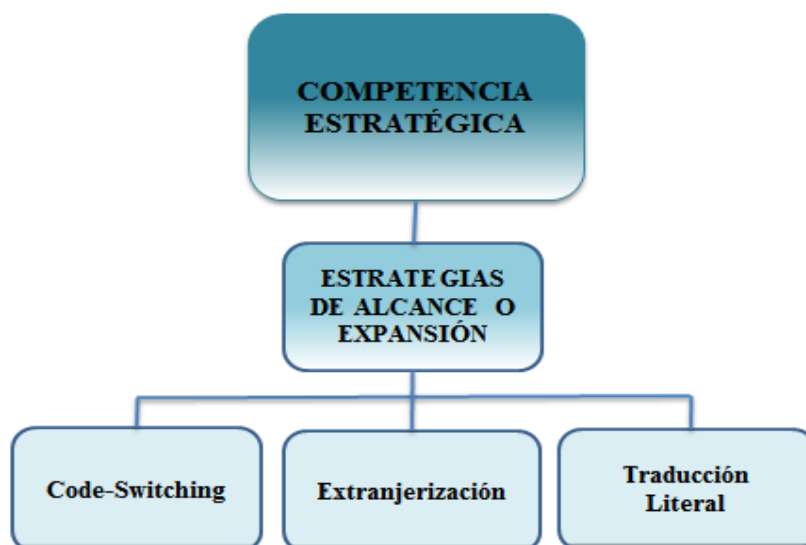 COMPETENCIA
ESTRATÉGICA
ESTRATE GIAS
DE ALCANCE O
EXPANSIÓN
Code-Switching
Extranjerización
Traducción
Literal